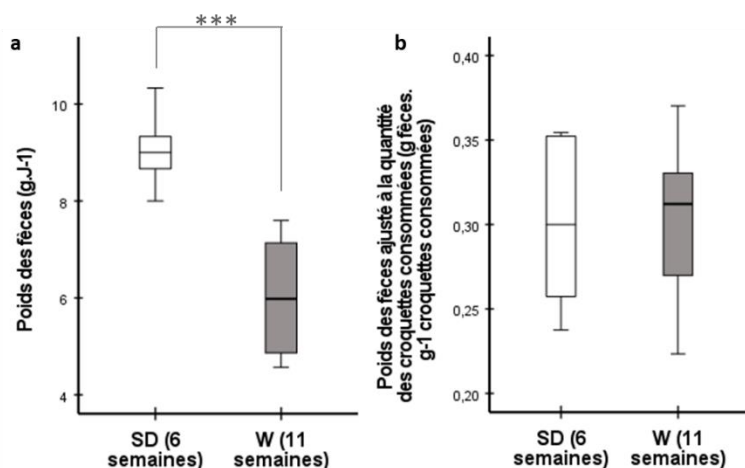 a
***
Poids des fèces (g.J-1)
10
8
6
4
SD (6
semaines)
W (11
semaines)
b
Poids des fèces ajusté à la quantité
des croquettes consommées (g fèces.
g-1 croquettes consommées)
0,40
0,35
0,30
0,25
0,20
SD (6
semaines)
W (11
semaines)